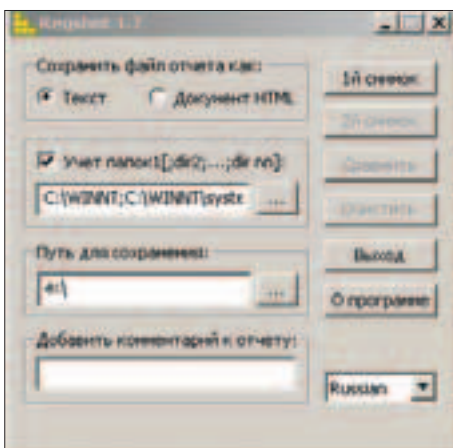 Regshot 1.7
Сохранить файл отчета как:
Текст
Документ HTML
Учет папок1[;dir2;...;dir nn]:
C:\WINNT;C:\WINNT\syste
...
Путь для сохранения:
...
Добавить комментарий к отчету:
1й снимок
2й снимок
Сравнить
Очистить
Выход
О программе
Russian